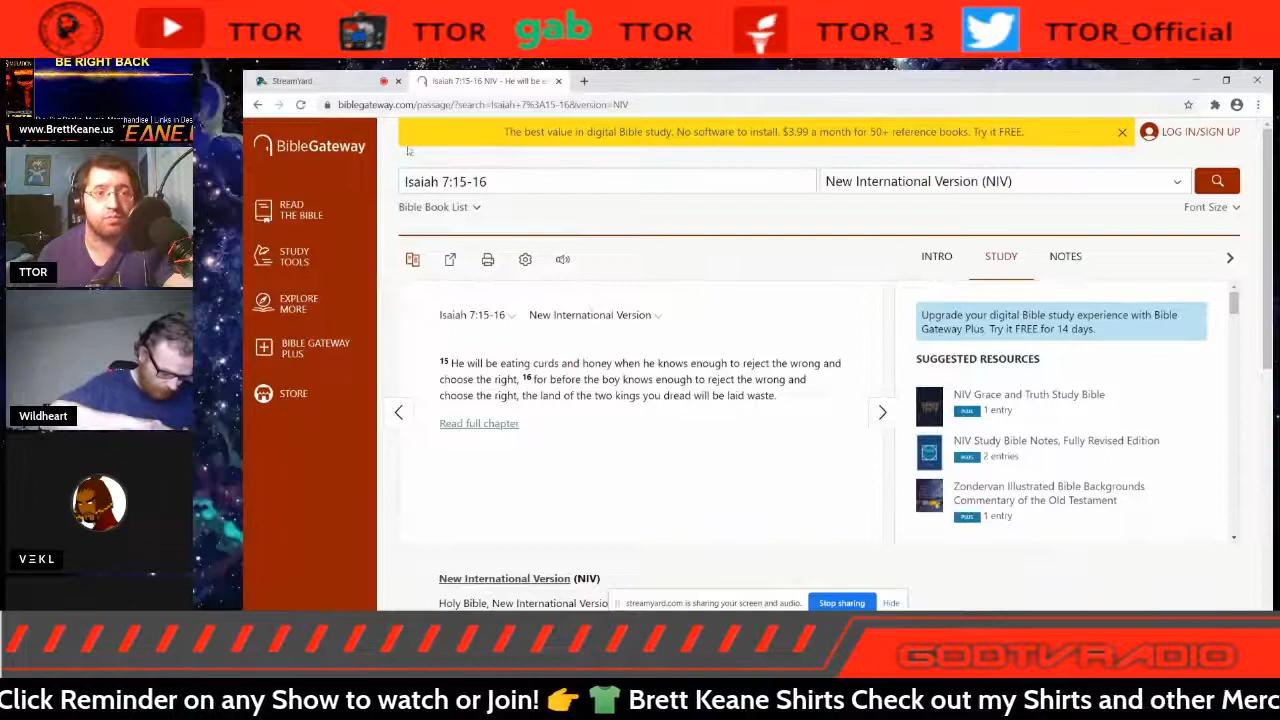 TTOR
TTOR
gab
TTOR
TTOR_13
TTOR_Official
BE RIGHT BACK
www.BrettKeane.us
TTOR
Wildheart
V Ξ K L
StreamYard
Isaiah 7:15-16 NIV - He will be e
biblegateway.com/passage/?search=Isaiah+7%3A15-16&version=NIV
The best value in digital Bible study. No software to install. $3.99 a month for 50+ reference books. Try it FREE.
LOG IN/SIGN UP
BibleGateway
Isaiah 7:15-16
New International Version (NIV)
Bible Book List
Font Size
READ
THE BIBLE
STUDY
TOOLS
EXPLORE
MORE
BIBLE GATEWAY
PLUS
STORE
INTRO
STUDY
NOTES
Isaiah 7:15-16
New International Version
15 He will be eating curds and honey when he knows enough to reject the wrong and
choose the right, 16 for before the boy knows enough to reject the wrong and
choose the right, the land of the two kings you dread will be laid waste.
Read full chapter
Upgrade your digital Bible study experience with Bible
Gateway Plus. Try it FREE for 14 days.
SUGGESTED RESOURCES
NIV Grace and Truth Study Bible
PLUS 1 entry
NIV Study Bible Notes, Fully Revised Edition
PLUS 2 entries
Zondervan Illustrated Bible Backgrounds
Commentary of the Old Testament
PLUS 1 entry
New International Version (NIV)
Holy Bible, New International Versio
streamyard.com is sharing your screen and audio.
Stop sharing
Hide
GODTVRADIO
Click Reminder on any Show to watch or Join! 👉 👕 Brett Keane Shirts Check out my Shirts and other Merc